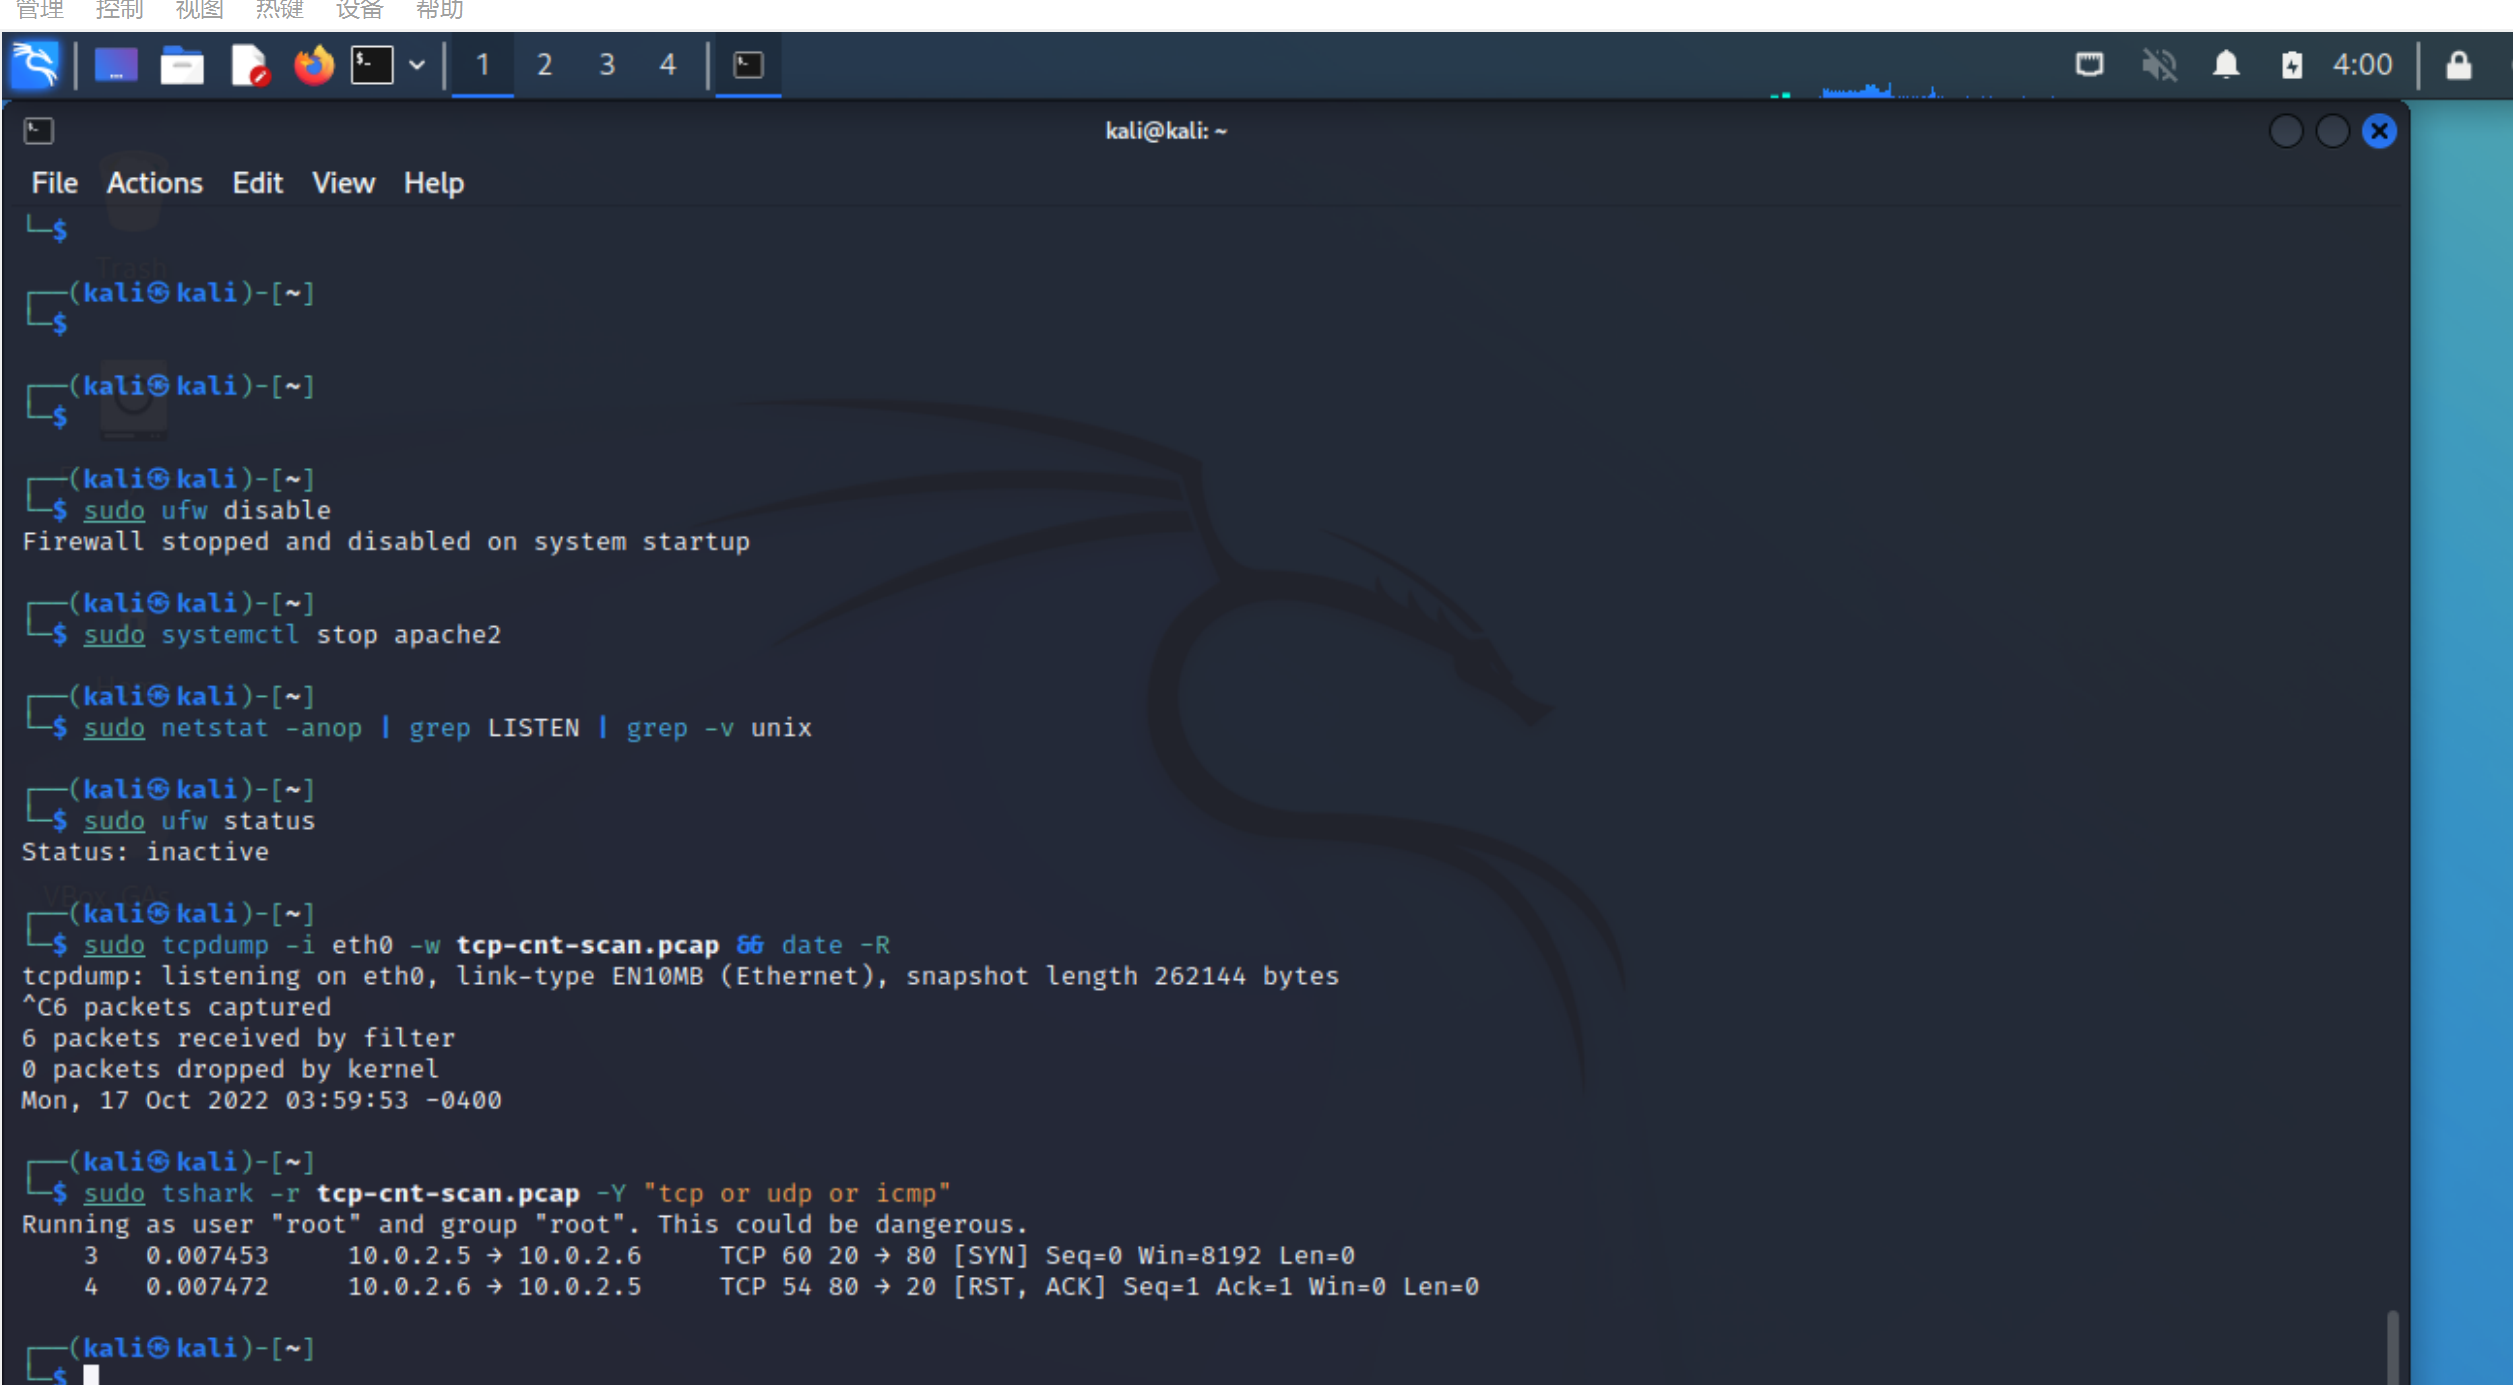 管理 控制 视图 热键 设备 帮助
1 2 3 4 4:00
kali@kali: ~
File Actions Edit View Help
└─$
Trash
┌──(kali㉿kali)-[~]
└─$
┌──(kali㉿kali)-[~]
└─$
┌──(kali㉿kali)-[~]
└─$ sudo ufw disable
Firewall stopped and disabled on system startup
┌──(kali㉿kali)-[~]
└─$ sudo systemctl stop apache2
┌──(kali㉿kali)-[~]
└─$ sudo netstat -anop | grep LISTEN | grep -v unix
┌──(kali㉿kali)-[~]
└─$ sudo ufw status
Status: inactive
┌──(kali㉿kali)-[~]
└─$ sudo tcpdump -i eth0 -w tcp-cnt-scan.pcap && date -R
tcpdump: listening on eth0, link-type EN10MB (Ethernet), snapshot length 262144 bytes
^C6 packets captured
6 packets received by filter
0 packets dropped by kernel
Mon, 17 Oct 2022 03:59:53 -0400
┌──(kali㉿kali)-[~]
└─$ sudo tshark -r tcp-cnt-scan.pcap -Y "tcp or udp or icmp"
Running as user "root" and group "root". This could be dangerous.
3 0.007453 10.0.2.5 → 10.0.2.6 TCP 60 20 → 80 [SYN] Seq=0 Win=8192 Len=0
4 0.007472 10.0.2.6 → 10.0.2.5 TCP 54 80 → 20 [RST, ACK] Seq=1 Ack=1 Win=0 Len=0
┌──(kali㉿kali)-[~]
└─$